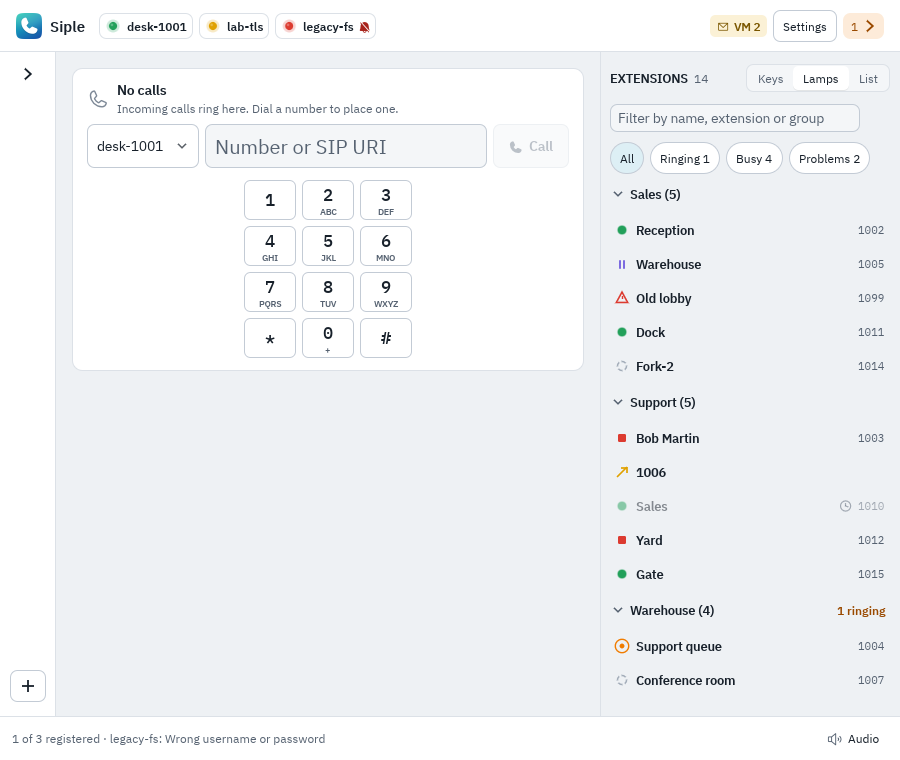 Siple desk-1001 lab-tls legacy-fs VM 2 Settings 1
No calls
Incoming calls ring here. Dial a number to place one.
desk-1001 Number or SIP URI Call
1 2 ABC 3 DEF
4 GHI 5 JKL 6 MNO
7 PQRS 8 TUV 9 WXYZ
* 0 + #
EXTENSIONS 14 Keys Lamps List
Filter by name, extension or group
All Ringing 1 Busy 4 Problems 2
Sales (5)
Reception 1002
Warehouse 1005
Old lobby 1099
Dock 1011
Fork-2 1014
Support (5)
Bob Martin 1003
1006
Sales 1010
Yard 1012
Gate 1015
Warehouse (4) 1 ringing
Support queue 1004
Conference room 1007
+
1 of 3 registered · legacy-fs: Wrong username or password Audio